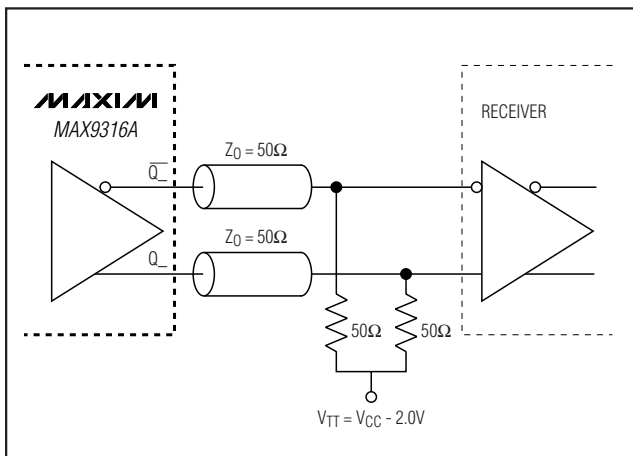 MAXIM
MAX9316A
RECEIVER
Z0 = 50Ω
Q_
Z0 = 50Ω
Q_
50Ω
50Ω
VTT = VCC - 2.0V